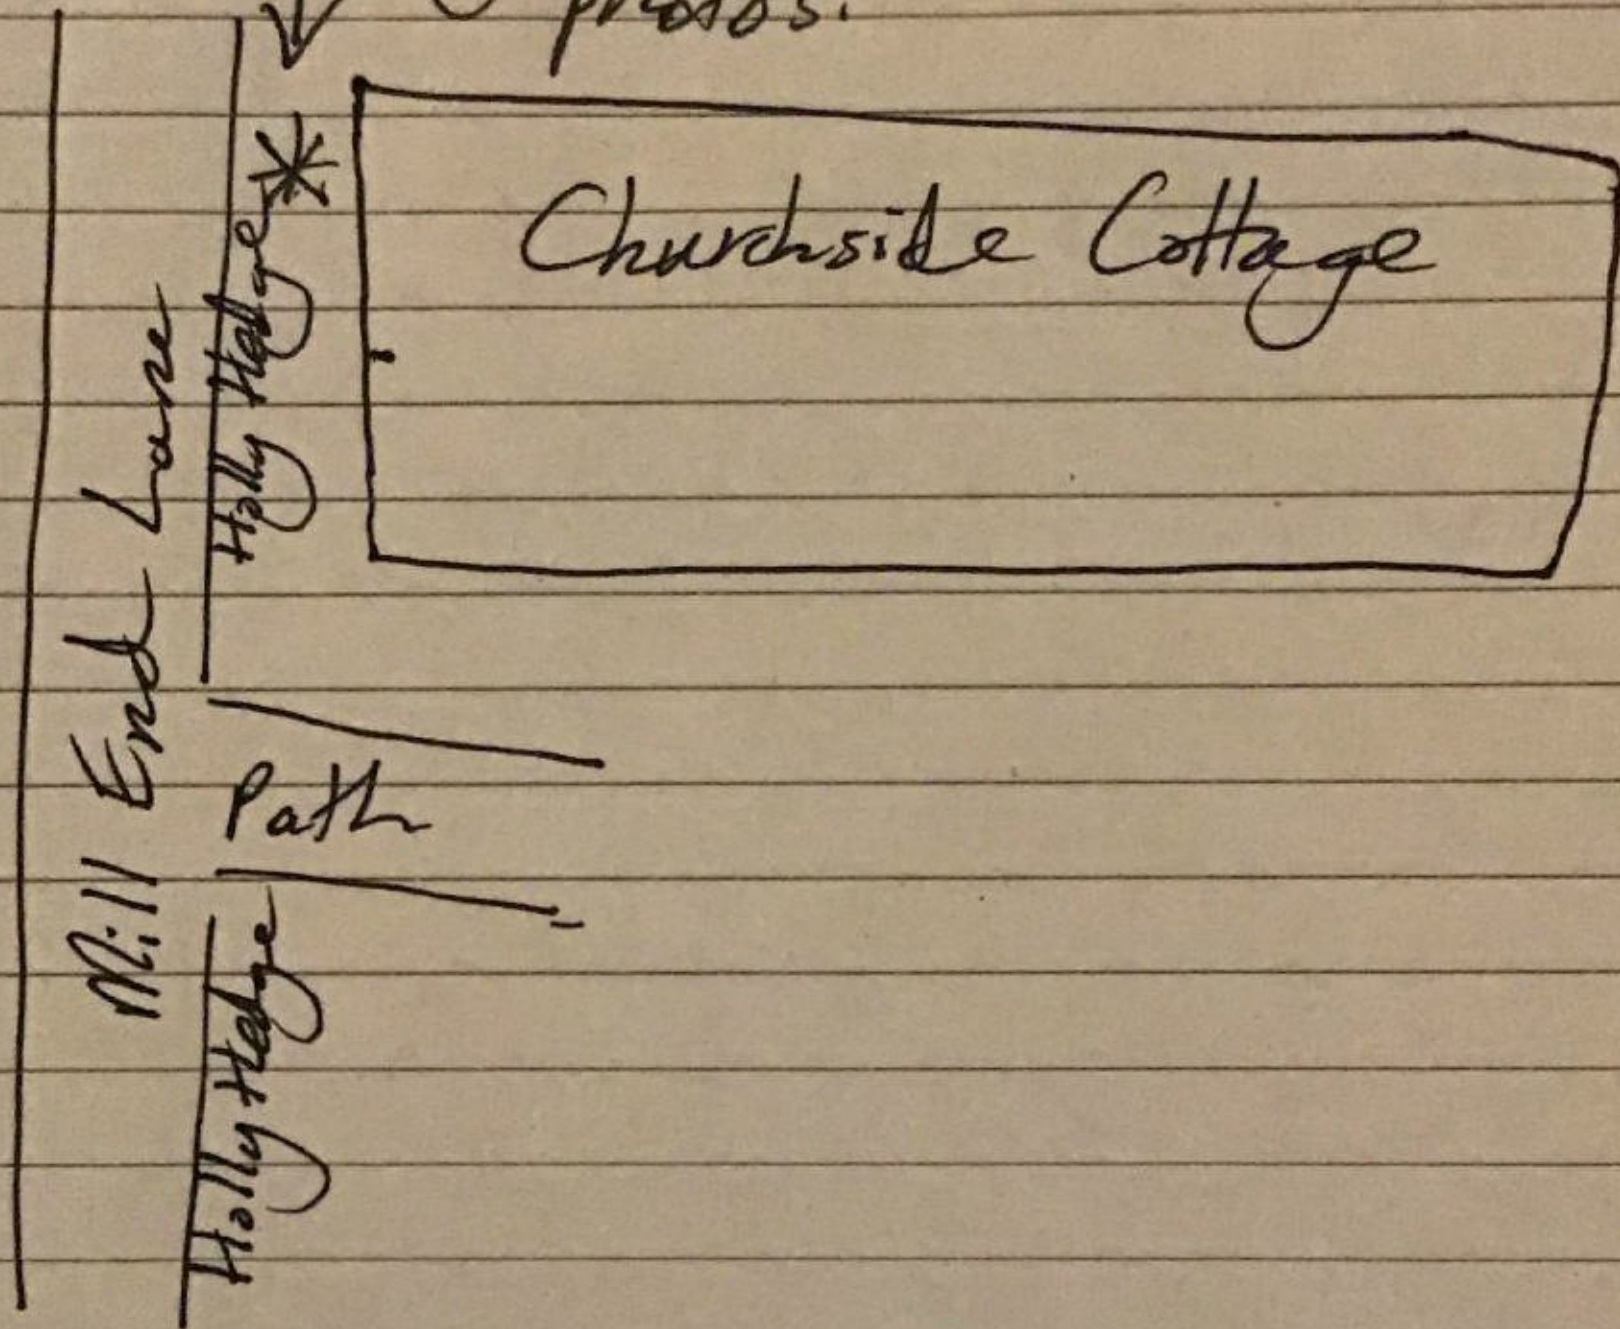 photos.
*
Churchside Cottage
Holly Hedge
Mill End Lane
Path
Holly Hedge